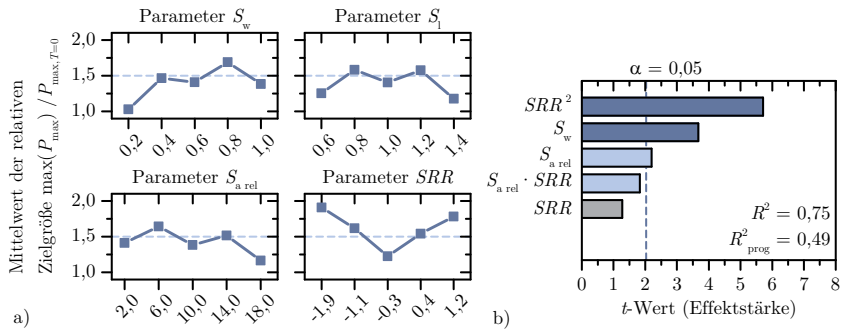 a)
Mittelwert der relativen
Zielgröße max(P_max) / P_max, T=0
Parameter S_w
2,0
1,5
1,0
0,2 0,4 0,6 0,8 1,0
Parameter S_l
0,6 0,8 1,0 1,2 1,4
Parameter S_a rel
2,0
1,5
1,0
2,0 6,0 10,0 14,0 18,0
Parameter SRR
-1,9 -1,1 -0,3 0,4 1,2
b)
α = 0,05
SRR²
S_w
S_a rel
S_a rel · SRR
SRR
R² = 0,75
R²_prog = 0,49
0 1 2 3 4 5 6 7 8
t-Wert (Effektstärke)